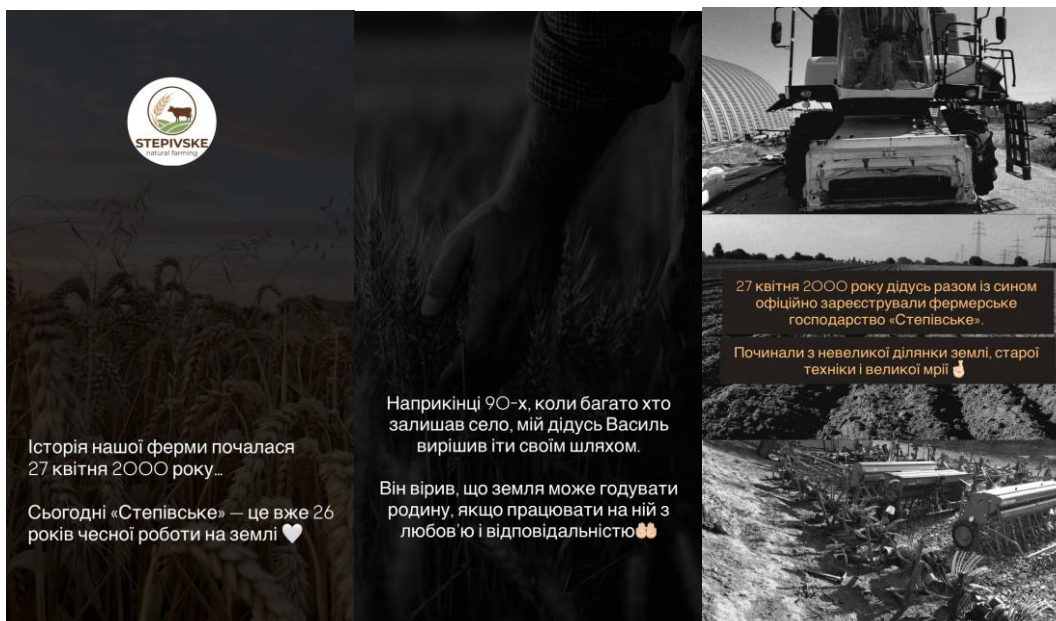 STEPIVSKE
natural farming
Історія нашої ферми почалася
27 квітня 2000 року...
Сьогодні «Степівське» — це вже 26
років чесної роботи на землі 🤍
Наприкінці 90-х, коли багато хто
залишав село, мій дідусь Василь
вирішив іти своїм шляхом.
Він вірив, що земля може годувати
родину, якщо працювати на ній з
любов'ю і відповідальністю🤲🏻
27 квітня 2000 року дідусь разом із сином
офіційно зареєстрували фермерське
господарство «Степівське».
Починали з невеликої ділянки землі, старої
техніки і великої мрії🤞🏻